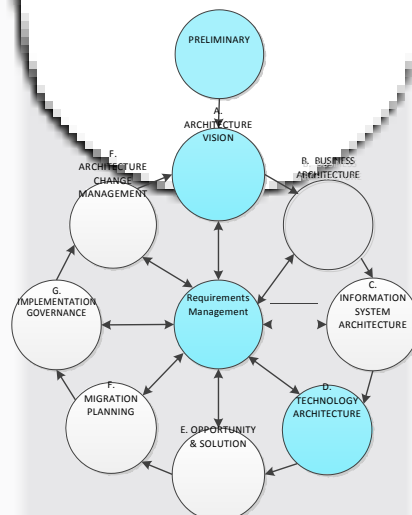 PRELIMINARY
A.
ARCHITECTURE
VISION
B. BUSINESS
ARCHITECTURE
C.
INFORMATION
SYSTEM
ARCHITECTURE
D.
TECHNOLOGY
ARCHITECTURE
E. OPPORTUNITY
& SOLUTION
F.
MIGRATION
PLANNING
G.
IMPLEMENTATION
GOVERNANCE
F.
ARCHITECTURE
CHANGE
MANAGEMENT
Requirements
Management